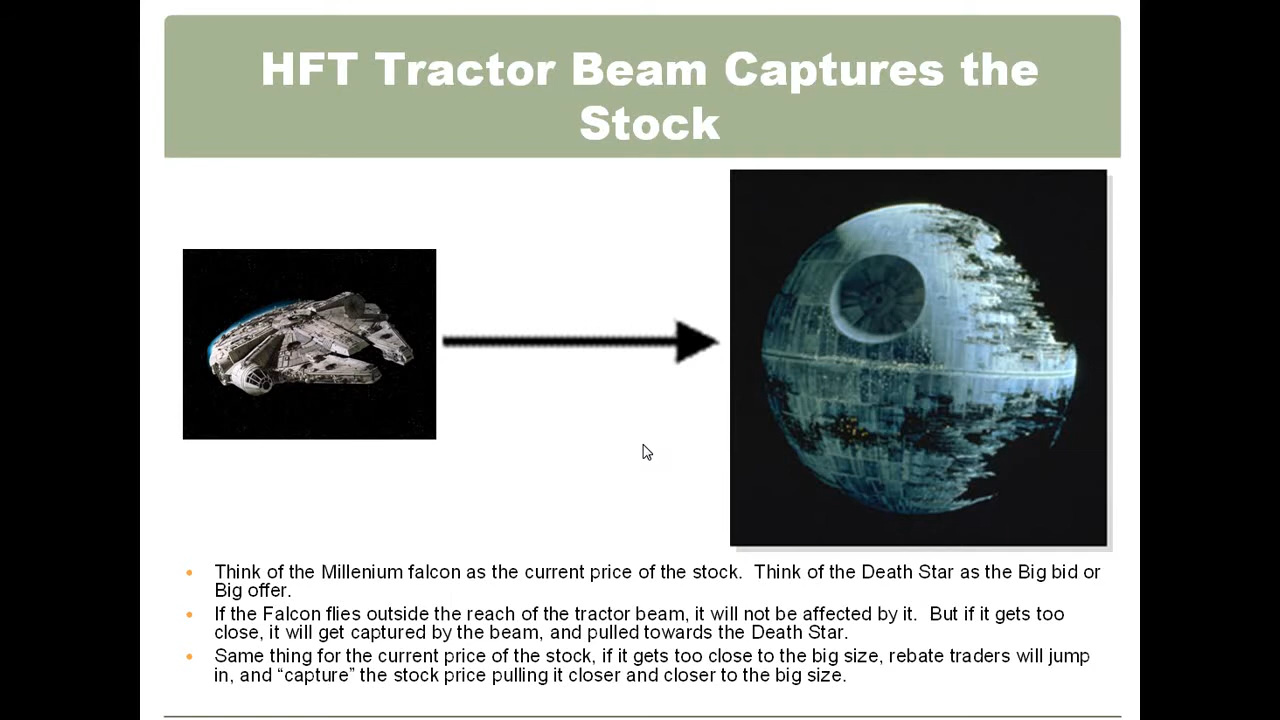 HFT Tractor Beam Captures the
Stock
• Think of the Millenium falcon as the current price of the stock.  Think of the Death Star as the Big bid or
Big offer.
• If the Falcon flies outside the reach of the tractor beam, it will not be affected by it.  But if it gets too
close, it will get captured by the beam, and pulled towards the Death Star.
• Same thing for the current price of the stock, if it gets too close to the big size, rebate traders will jump
in, and “capture” the stock price pulling it closer and closer to the big size.